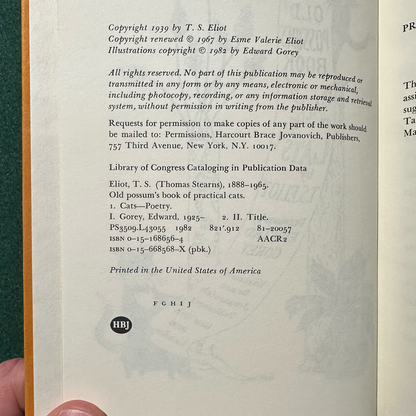 Copyright 1939 by T. S. Eliot
Copyright renewed © 1967 by Esme Valerie Eliot
Illustrations copyright © 1982 by Edward Gorey
All rights reserved. No part of this publication may be reproduced or
transmitted in any form or by any means, electronic or mechanical,
including photocopy, recording, or any information storage and retrieval
system, without permission in writing from the publisher.
Requests for permission to make copies of any part of the work should
be mailed to: Permissions, Harcourt Brace Jovanovich, Publishers,
757 Third Avenue, New York, N.Y. 10017.
Library of Congress Cataloging in Publication Data
Eliot, T. S. (Thomas Stearns), 1888–1965.
Old possum's book of practical cats.
1. Cats—Poetry.
I. Gorey, Edward, 1925– 2. II. Title.
PS3509.L43055 1982 821'.912 81-20057
ISBN 0-15-168656-4 AACR2
ISBN 0-15-668568-X (pbk.)
Printed in the United States of America
F G H I J
HBJ
PR
Th
assi
sug
Ta
Ma